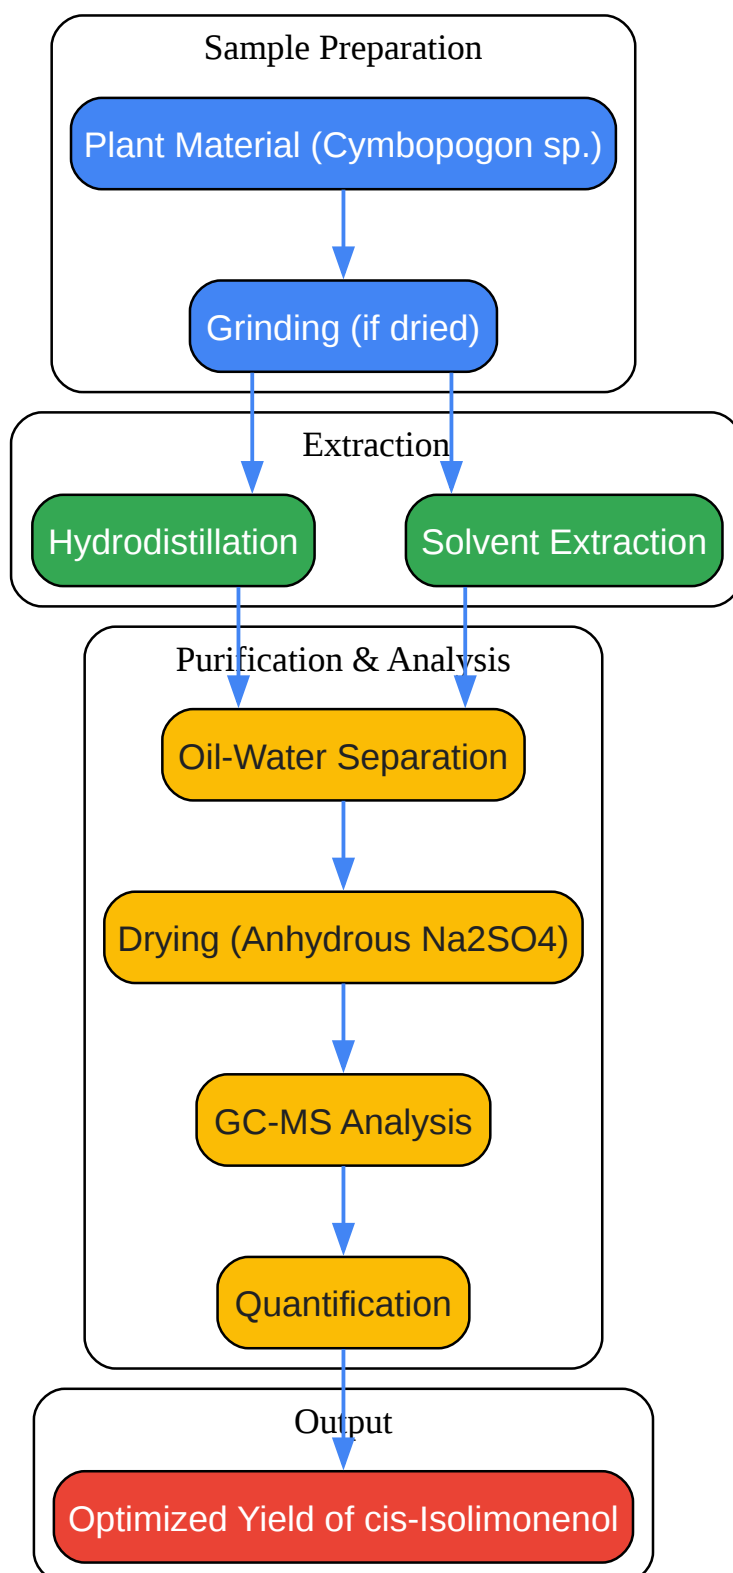 Sample Preparation
Plant Material (Cymbopogon sp.)
Grinding (if dried)
Extraction
Hydrodistillation
Solvent Extraction
Purification & Analysis
Oil-Water Separation
Drying (Anhydrous Na2SO4)
GC-MS Analysis
Quantification
Output
Optimized Yield of cis-Isolimonenol